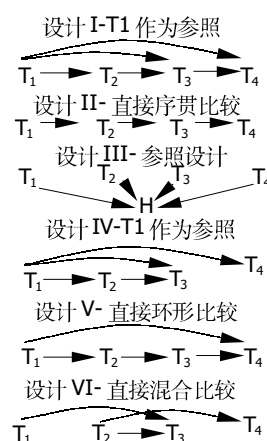 设计 I-T1 作为参照
T1 T2 T3 T4
设计 II- 直接序贯比较
T1 T2 T3 T4
设计 III- 参照设计
T1 T2 T3 T4
H
设计 IV-T1 作为参照
T1 T2 T3 T4
设计 V- 直接环形比较
T1 T2 T3 T4
设计 VI- 直接混合比较
T1 T2 T3 T4